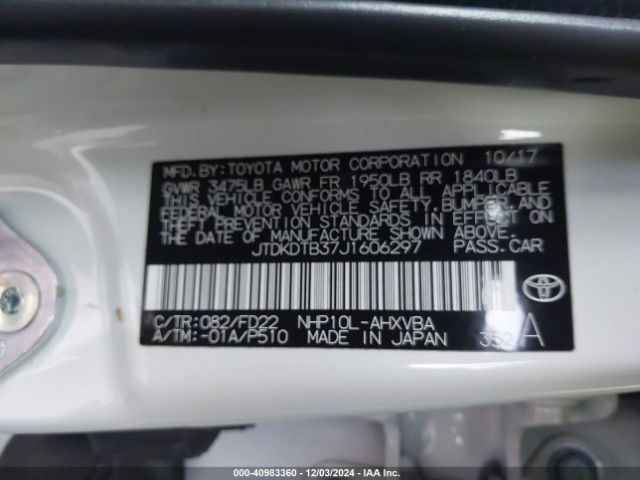 MFD. BY: TOYOTA MOTOR CORPORATION 10/17
GVWR 3475LB GAWR FR 1950LB RR 1840LB
THIS VEHICLE CONFORMS TO ALL APPLICABLE
FEDERAL MOTOR VEHICLE SAFETY, BUMPER, AND
THEFT PREVENTION STANDARDS IN EFFECT ON
THE DATE OF MANUFACTURE SHOWN ABOVE.
JTDKDTB37J1606297 PASS.CAR
C/TR: 082/FD22 NHP10L-AHXVBA
A/TM: -01A/P510 MADE IN JAPAN 352 A
000-40983360 - 12/03/2024 - IAA Inc.